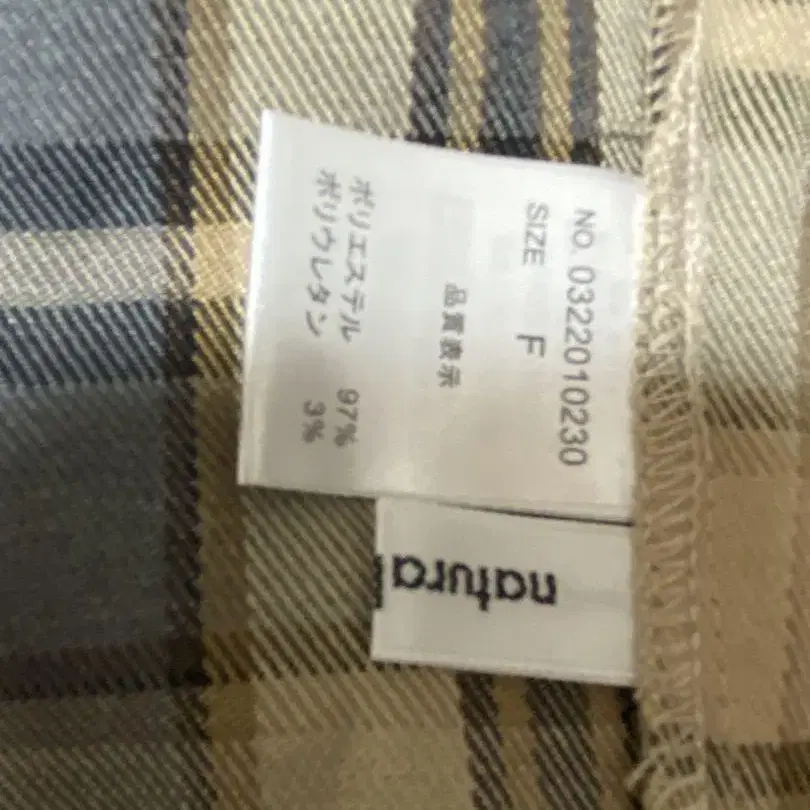 NO. 0322010230
SIZE F
品質表示
ポリエステル 97%
ポリウレタン 3%
natura